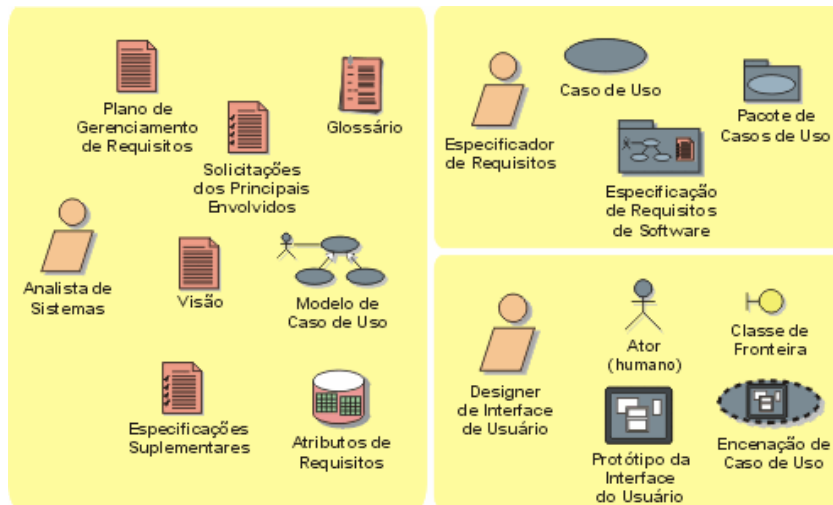 Plano de
Gerenciamento
de Requisitos
Solicitações
dos Principais
Envolvidos
Glossário
Analista de
Sistemas
Visão
Modelo de
Caso de Uso
Especificações
Suplementares
Atributos de
Requisitos
Especificador
de Requisitos
Caso de Uso
Especificação
de Requisitos
de Software
Pacote de
Casos de Uso
Designer
de Interface
de Usuário
Ator
(humano)
Classe de
Fronteira
Protótipo da
Interface
do Usuário
Encenação de
Caso de Uso